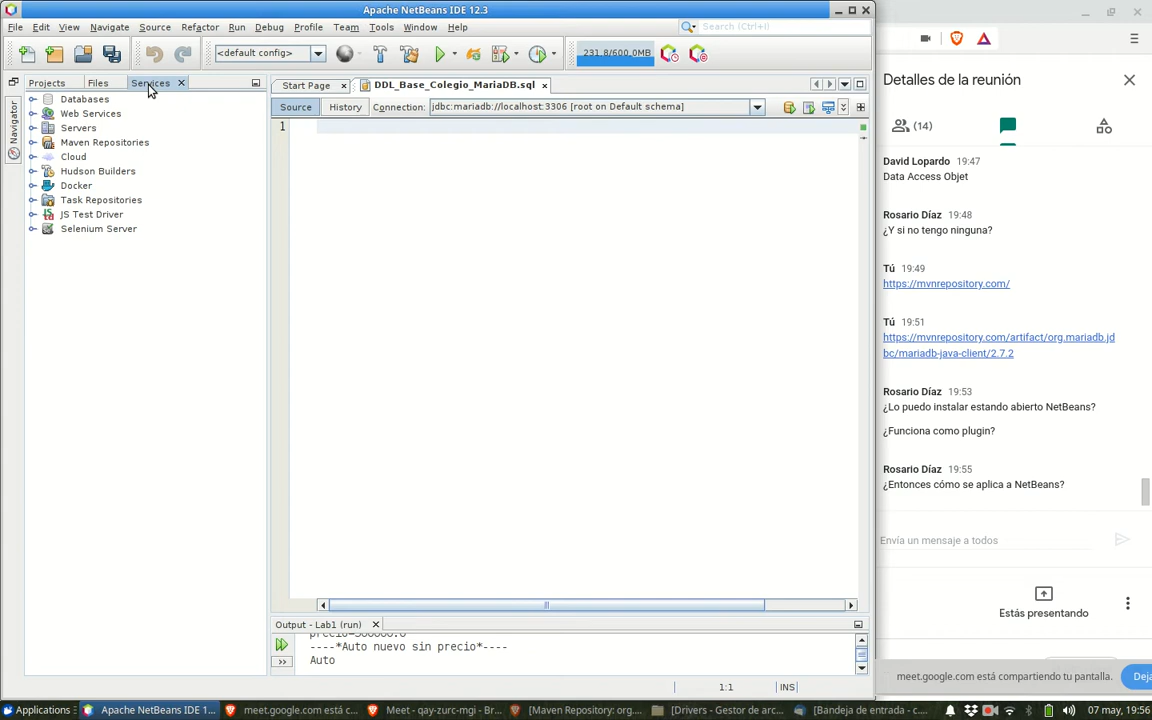 Apache NetBeans IDE 12.3
File Edit View Navigate Source Refactor Run Debug Profile Team Tools Window Help
Search (Ctrl+I)
<default config>
231.8/600.0MB
Projects Files Services
Navigator
Databases
Web Services
Servers
Maven Repositories
Cloud
Hudson Builders
Docker
Task Repositories
JS Test Driver
Selenium Server
Start Page DDL_Base_Colegio_MariaDB.sql
Source History Connection: jdbc:mariadb://localhost:3306 [root on Default schema]
1
Output - Lab1 (run)
----*Auto nuevo sin precio*----
Auto
1:1 INS
Detalles de la reunión
(14)
David Lopardo 19:47
Data Access Objet
Rosario Díaz 19:48
¿Y si no tengo ninguna?
Tú 19:49
https://mvnrepository.com/
Tú 19:51
https://mvnrepository.com/artifact/org.mariadb.jd
bc/mariadb-java-client/2.7.2
Rosario Díaz 19:53
¿Lo puedo instalar estando abierto NetBeans?
¿Funciona como plugin?
Rosario Díaz 19:55
¿Entonces cómo se aplica a NetBeans?
Envía un mensaje a todos
Estás presentando
meet.google.com está compartiendo tu pantalla. Deja
Applications Apache NetBeans IDE 1... meet.google.com está c... Meet - qay-zurc-mgi - Br... [Maven Repository: org.... [Drivers - Gestor de arc... [Bandeja de entrada - c... 07 may, 19:56